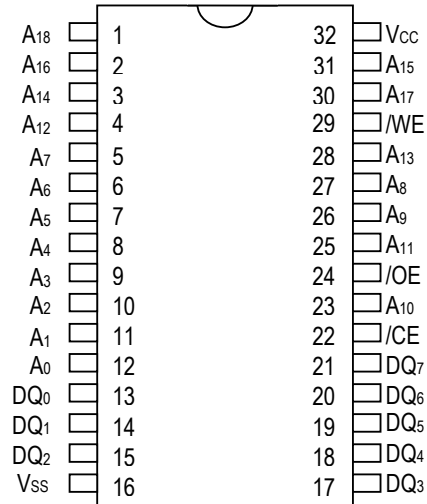 A18 1 32 VCC
A16 2 31 A15
A14 3 30 A17
A12 4 29 /WE
A7 5 28 A13
A6 6 27 A8
A5 7 26 A9
A4 8 25 A11
A3 9 24 /OE
A2 10 23 A10
A1 11 22 /CE
A0 12 21 DQ7
DQ0 13 20 DQ6
DQ1 14 19 DQ5
DQ2 15 18 DQ4
VSS 16 17 DQ3